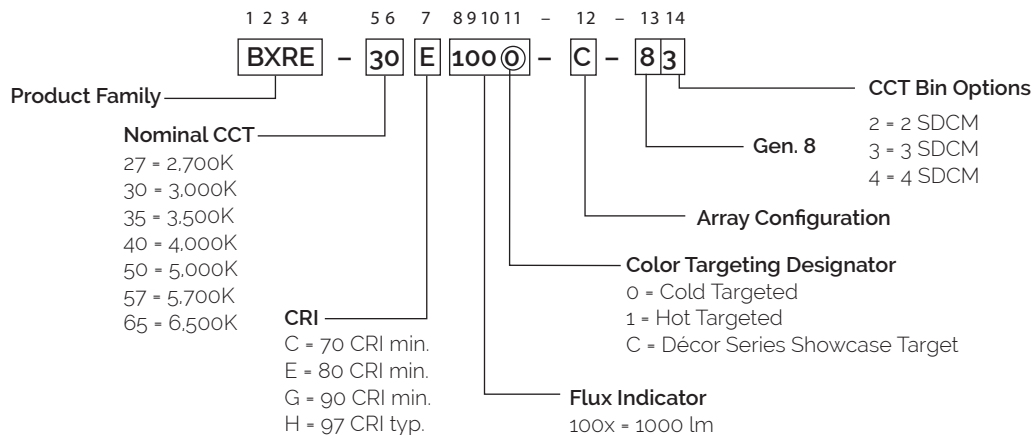 1 2 3 4 5 6 7 8 9 10 11 – 12 – 13 14
BXRE – 30 E 100 0 – C – 8 3
Product Family
Nominal CCT
27 = 2,700K
30 = 3,000K
35 = 3,500K
40 = 4,000K
50 = 5,000K
57 = 5,700K
65 = 6,500K
CRI
C = 70 CRI min.
E = 80 CRI min.
G = 90 CRI min.
H = 97 CRI typ.
Flux Indicator
100x = 1000 lm
Color Targeting Designator
0 = Cold Targeted
1 = Hot Targeted
C = Décor Series Showcase Target
Array Configuration
Gen. 8
CCT Bin Options
2 = 2 SDCM
3 = 3 SDCM
4 = 4 SDCM